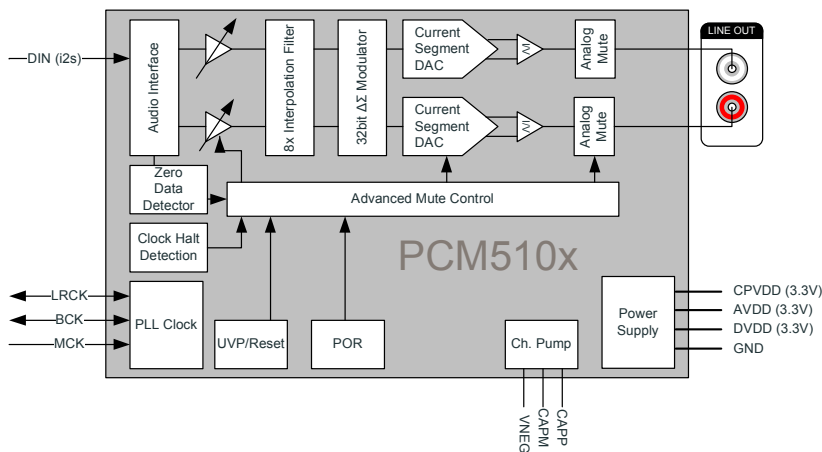 DIN (i2s)
Audio Interface
8x Interpolation Filter
32bit ΔΣ Modulator
Current
Segment
DAC
I/V
Analog
Mute
LINE OUT
Current
Segment
DAC
I/V
Analog
Mute
Zero
Data
Detector
Advanced Mute Control
Clock Halt
Detection
PCM510x
LRCK
BCK
MCK
PLL Clock
UVP/Reset
POR
Ch. Pump
Power
Supply
CPVDD (3.3V)
AVDD (3.3V)
DVDD (3.3V)
GND
VNEG
CAPM
CAPP